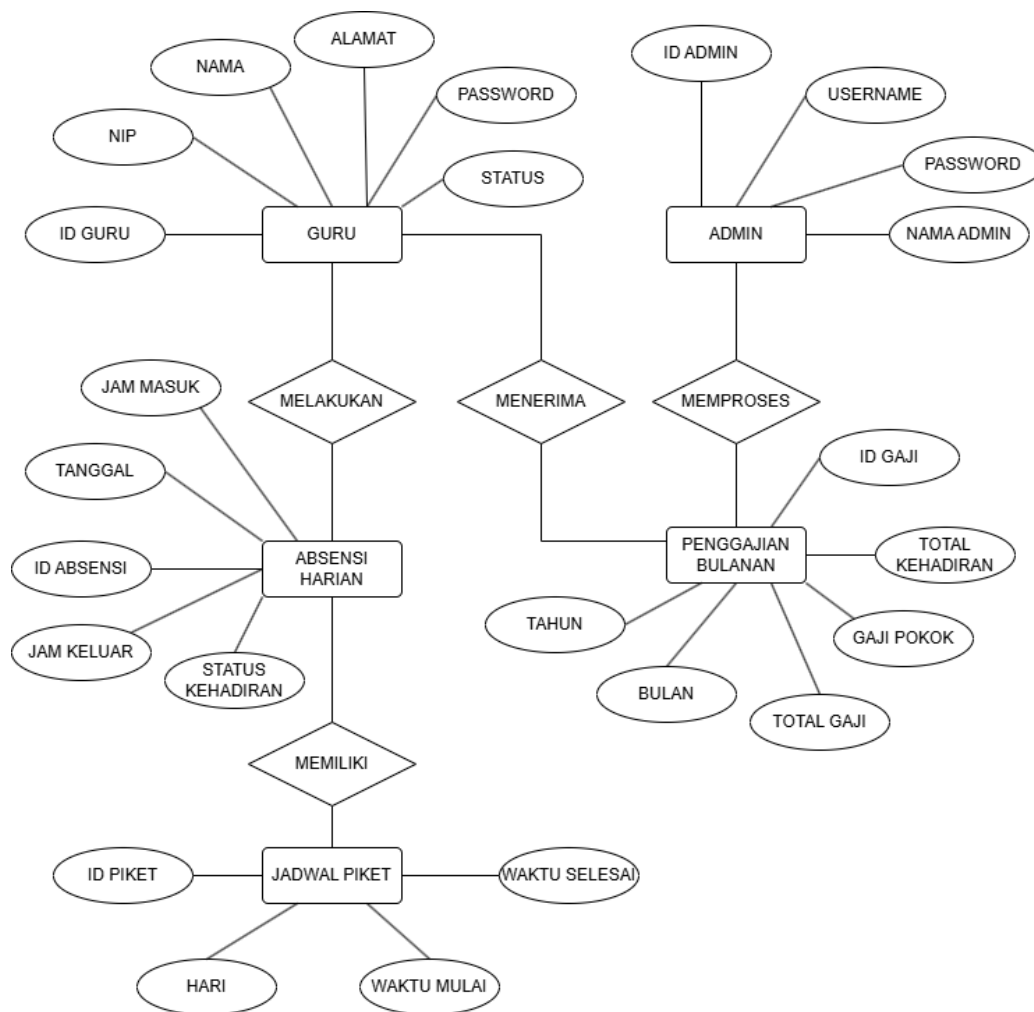 ALAMAT
ID ADMIN
NAMA
PASSWORD
USERNAME
NIP
STATUS
PASSWORD
ID GURU
GURU
ADMIN
NAMA ADMIN
JAM MASUK
MELAKUKAN
MENERIMA
MEMPROSES
TANGGAL
ID GAJI
ID ABSENSI
ABSENSI
HARIAN
PENGGAJIAN
BULANAN
TOTAL
KEHADIRAN
JAM KELUAR
STATUS
KEHADIRAN
TAHUN
GAJI POKOK
BULAN
TOTAL GAJI
MEMILIKI
ID PIKET
JADWAL PIKET
WAKTU SELESAI
HARI
WAKTU MULAI